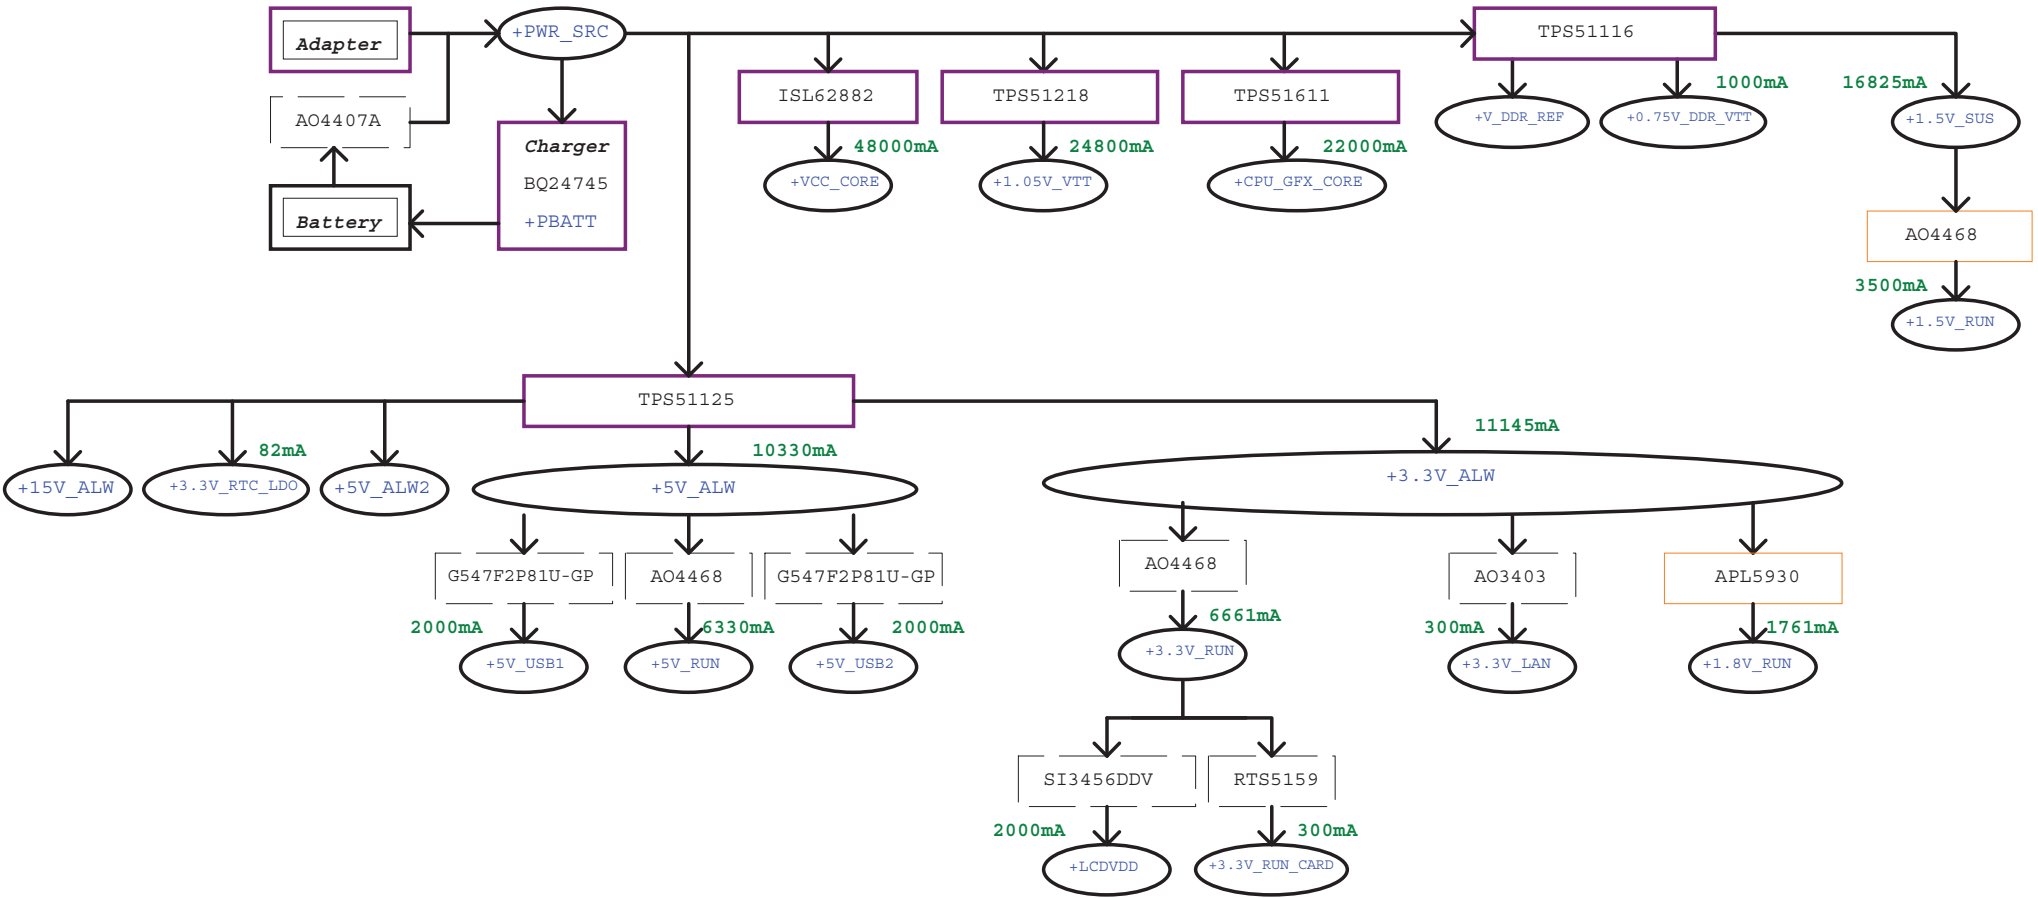 Adapter
+PWR_SRC
TPS51116
AO4407A
ISL62882
TPS51218
TPS51611
1000mA
16825mA
+V_DDR_REF
+0.75V_DDR_VTT
+1.5V_SUS
Charger
BQ24745
+PBATT
48000mA
24800mA
22000mA
+VCC_CORE
+1.05V_VTT
+CPU_GFX_CORE
Battery
AO4468
3500mA
+1.5V_RUN
TPS51125
82mA
10330mA
11145mA
+15V_ALW
+3.3V_RTC_LDO
+5V_ALW2
+5V_ALW
+3.3V_ALW
G547F2P81U-GP
AO4468
G547F2P81U-GP
AO4468
AO3403
APL5930
2000mA
6330mA
2000mA
6661mA
300mA
1761mA
+5V_USB1
+5V_RUN
+5V_USB2
+3.3V_RUN
+3.3V_LAN
+1.8V_RUN
SI3456DDV
RTS5159
2000mA
300mA
+LCDVDD
+3.3V_RUN_CARD